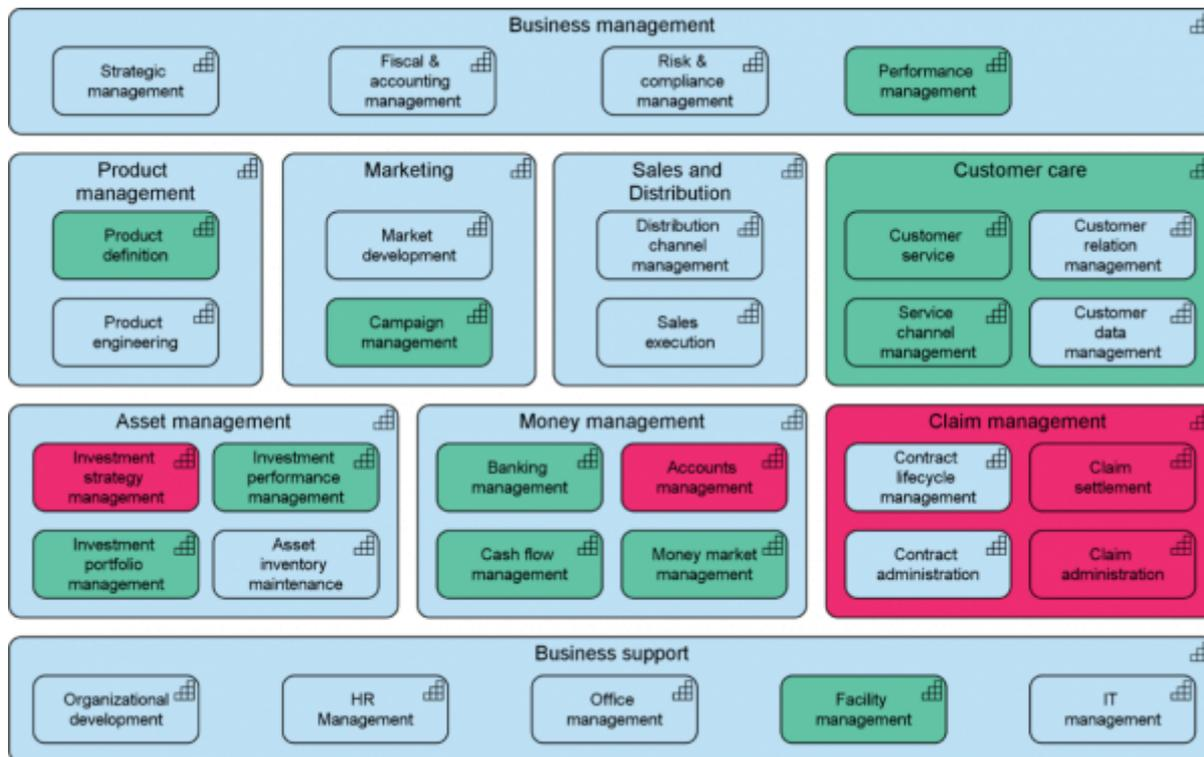 Business management
Strategic
management
Fiscal &
accounting
management
Risk &
compliance
management
Performance
management
Product
management
Product
definition
Product
engineering
Marketing
Market
development
Campaign
management
Sales and
Distribution
Distribution
channel
management
Sales
execution
Customer care
Customer
service
Customer
relation
management
Service
channel
management
Customer
data
management
Asset management
Investment
strategy
management
Investment
performance
management
Investment
portfolio
management
Asset
inventory
maintenance
Money management
Banking
management
Accounts
management
Cash flow
management
Money market
management
Claim management
Contract
lifecycle
management
Claim
settlement
Contract
administration
Claim
administration
Business support
Organizational
development
HR
Management
Office
management
Facility
management
IT
management